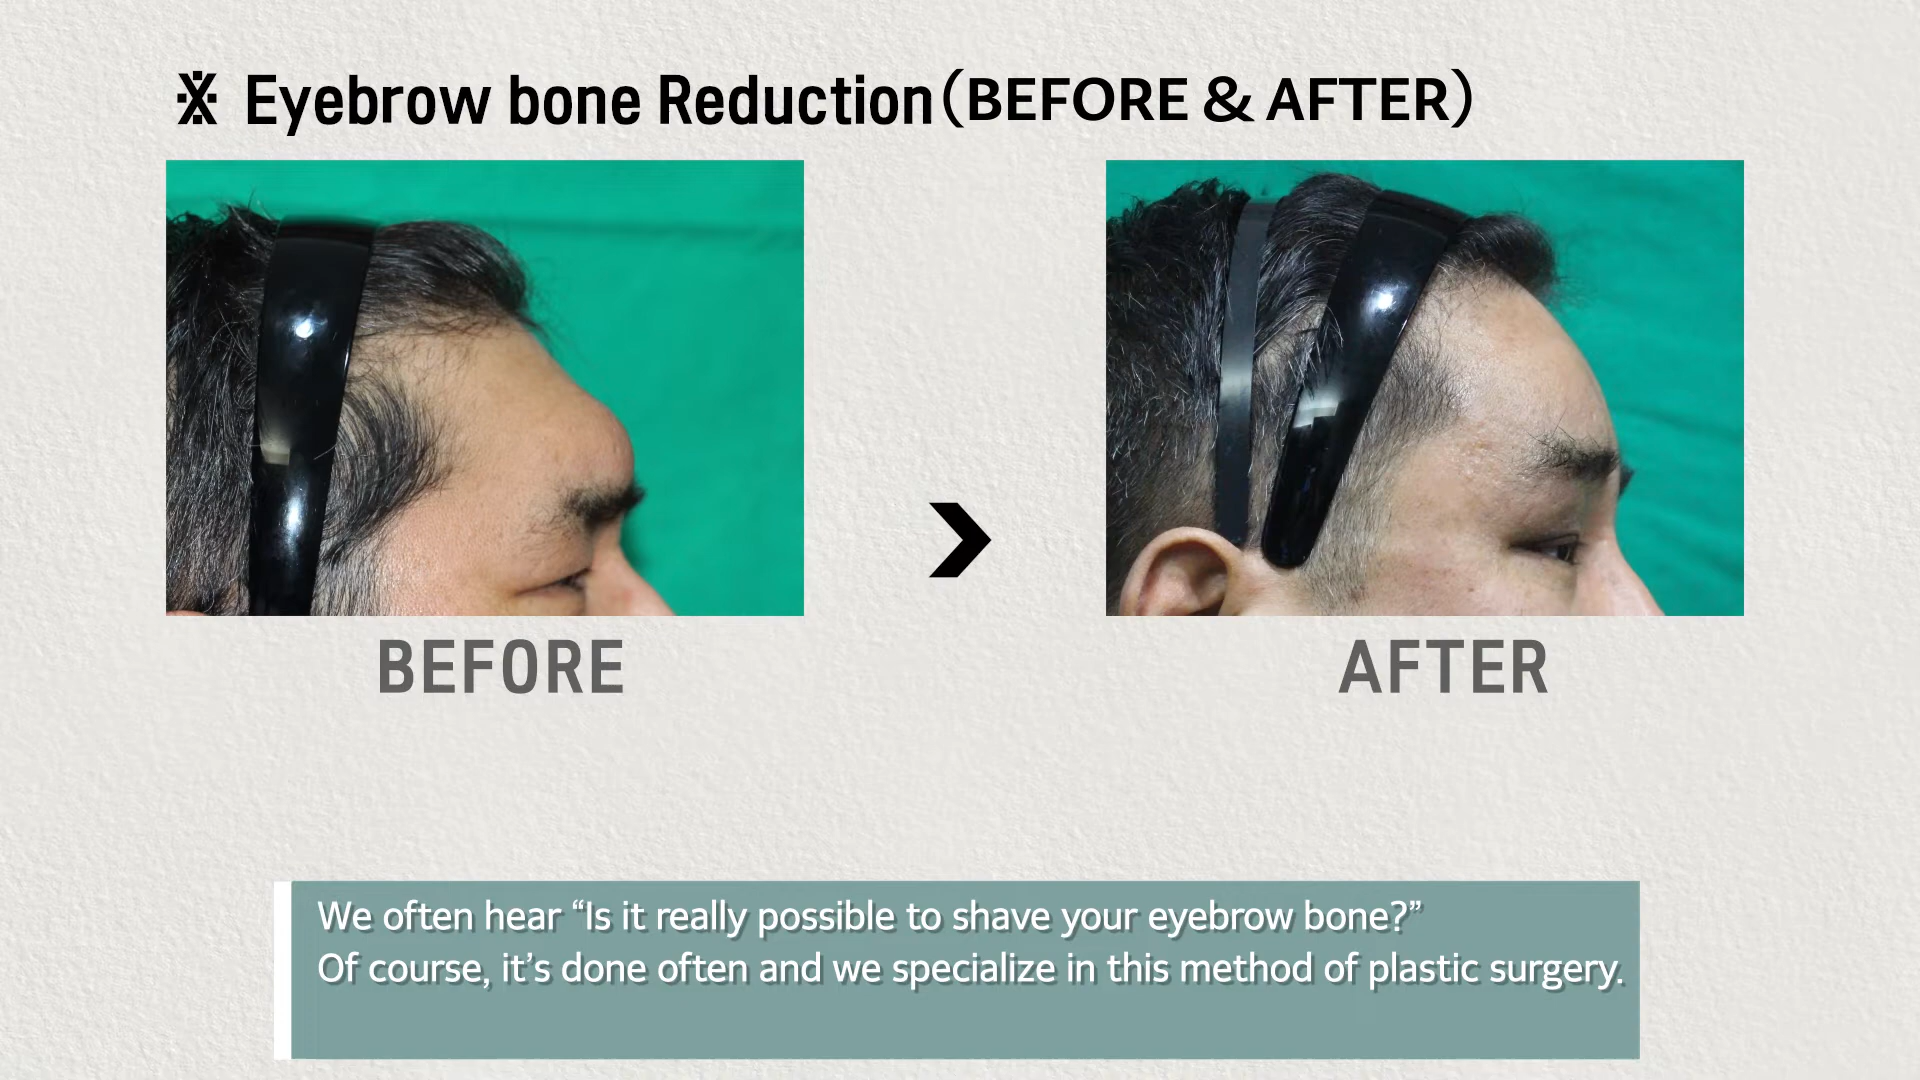 ※ Eyebrow bone Reduction (BEFORE & AFTER)
BEFORE
AFTER
We often hear “Is it really possible to shave your eyebrow bone?”
Of course, it’s done often and we specialize in this method of plastic surgery.